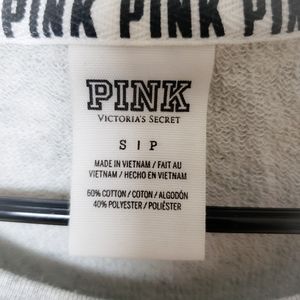 PINK PINK PIN
PINK
VICTORIA'S SECRET
S | P
MADE IN VIETNAM / FAIT AU
VIETNAM / HECHO EN VIETNAM
60% COTTON / COTON / ALGODÓN
40% POLYESTER / POLIÉSTER